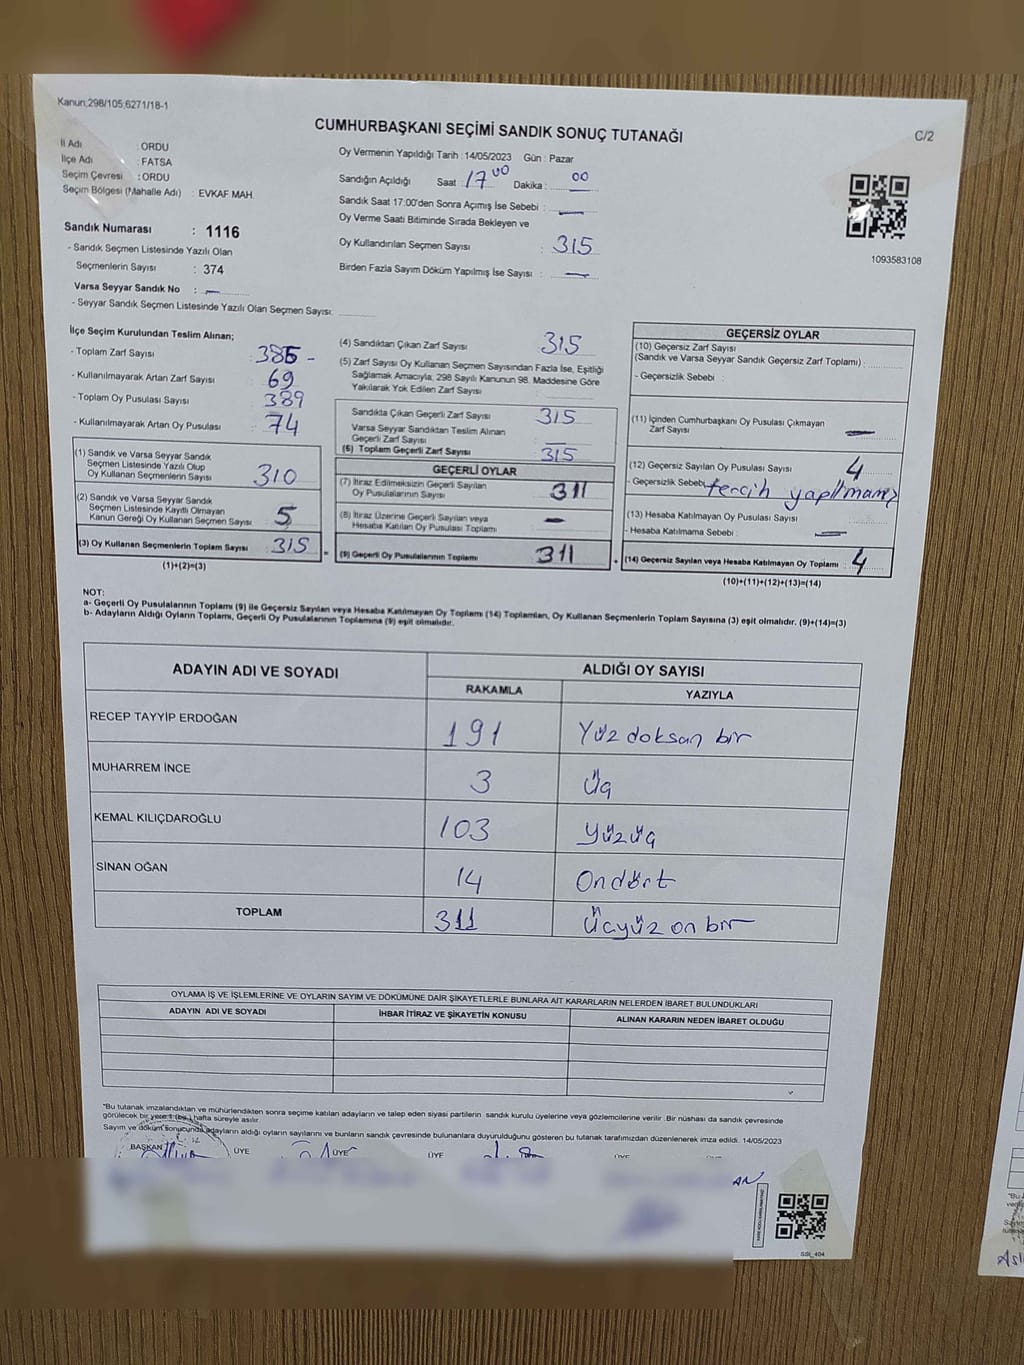 Kanun;298/105;6271/18-1
CUMHURBAŞKANI SEÇİMİ SANDIK SONUÇ TUTANAĞI
C/2
İl Adı : ORDU
İlçe Adı : FATSA
Seçim Çevresi : ORDU
Seçim Bölgesi (Mahalle Adı) : EVKAF MAH.
Oy Vermenin Yapıldığı Tarih :14/05/2023 Gün : Pazar
Sandığın Açıldığı Saat 17 00 Dakika : 00
Sandık Saat 17:00'den Sonra Açımış İse Sebebi : —
Oy Verme Saati Bitiminde Sırada Bekleyen ve
Oy Kullandırılan Seçmen Sayısı : 315
Birden Fazla Sayım Döküm Yapılmış İse Sayısı : —
1093583108
Sandık Numarası : 1116
- Sandık Seçmen Listesinde Yazılı Olan
Seçmenlerin Sayısı : 374
Varsa Seyyar Sandık No : —
- Seyyar Sandık Seçmen Listesinde Yazılı Olan Seçmen Sayısı:
İlçe Seçim Kurulundan Teslim Alınan;
- Toplam Zarf Sayısı : 385 -
- Kullanılmayarak Artan Zarf Sayısı : 69
- Toplam Oy Pusulası Sayısı : 389
- Kullanılmayarak Artan Oy Pusulası : 74
(1) Sandık ve Varsa Seyyar Sandık
Seçmen Listesinde Yazılı Olup
Oy Kullanan Seçmenlerin Sayısı : 310
(2) Sandık ve Varsa Seyyar Sandık
Seçmen Listesinde Kayıtlı Olmayan
Kanun Gereği Oy Kullanan Seçmen Sayısı : 5
(3) Oy Kullanan Seçmenlerin Toplam Sayısı : 315
(1)+(2)=(3)
(4) Sandıktan Çıkan Zarf Sayısı : 315
(5) Zarf Sayısı Oy Kullanan Seçmen Sayısından Fazla İse, Eşitliği
Sağlamak Amacıyla, 298 Sayılı Kanunun 98. Maddesine Göre
Yakılarak Yok Edilen Zarf Sayısı :
Sandıkta Çıkan Geçerli Zarf Sayısı : 315
Varsa Seyyar Sandıktan Teslim Alınan
Geçerli Zarf Sayısı : —
(6) Toplam Geçerli Zarf Sayısı : 315
GEÇERLİ OYLAR
(7) İtiraz Edilmeksizin Geçerli Sayılan
Oy Pusulalarının Sayısı : 311
(8) İtiraz Üzerine Geçerli Sayılan veya
Hesaba Katılan Oy Pusulası Toplamı : —
= (9) Geçerli Oy Pusulalarının Toplamı : 311
GEÇERSİZ OYLAR
(10) Geçersiz Zarf Sayısı
(Sandık ve Varsa Seyyar Sandık Geçersiz Zarf Toplamı) :
- Geçersizlik Sebebi :
(11) İçinden Cumhurbaşkanı Oy Pusulası Çıkmayan
Zarf Sayısı : —
(12) Geçersiz Sayılan Oy Pusulası Sayısı : 4
- Geçersizlik Sebebi : tercih yapılmamış
(13) Hesaba Katılmayan Oy Pusulası Sayısı :
- Hesaba Katılmama Sebebi : —
+ (14) Geçersiz Sayılan veya Hesaba Katılmayan Oy Toplamı : 4
(10)+(11)+(12)+(13)=(14)
NOT:
a- Geçerli Oy Pusulalarının Toplamı (9) ile Geçersiz Sayılan veya Hesaba Katılmayan Oy Toplamı (14) Toplamları, Oy Kullanan Seçmenlerin Toplam Sayısına (3) eşit olmalıdır. (9)+(14)=(3)
b- Adayların Aldığı Oyların Toplamı, Geçerli Oy Pusulalarının Toplamına (9) eşit olmalıdır.
ADAYIN ADI VE SOYADI ALDIĞI OY SAYISI
RAKAMLA YAZIYLA
RECEP TAYYİP ERDOĞAN 191 Yüz doksan bir
MUHARREM İNCE 3 Üç
KEMAL KILIÇDAROĞLU 103 Yüzüç
SİNAN OĞAN 14 Ondört
TOPLAM 311 Üçyüz on bir
OYLAMA İŞ VE İŞLEMLERİNE VE OYLARIN SAYIM VE DÖKÜMÜNE DAİR ŞİKAYETLERLE BUNLARA AİT KARARLARIN NELERDEN İBARET BULUNDUKLARI
ADAYIN ADI VE SOYADI İHBAR İTİRAZ VE ŞİKAYETİN KONUSU ALINAN KARARIN NEDEN İBARET OLDUĞU
"Bu tutanak imzalandıktan ve mühürlendikten sonra seçime katılan adayların ve talep eden siyasi partilerin sandık kurulu üyelerine veya gözlemcilerine verilir. Bir nüshası da sandık çevresinde
görülecek bir yere 1 (bir) hafta süreyle asılır.
Sayım ve döküm sonucunda adayların aldığı oyların sayılarını ve bunların sandık çevresinde bulunanlara duyurulduğunu gösteren bu tutanak tarafımızdan düzenlenerek imza edildi. 14/05/2023
BAŞKAN ÜYE ÜYE ÜYE ÜYE ÜYE
AN
SSİ_404
"Bu